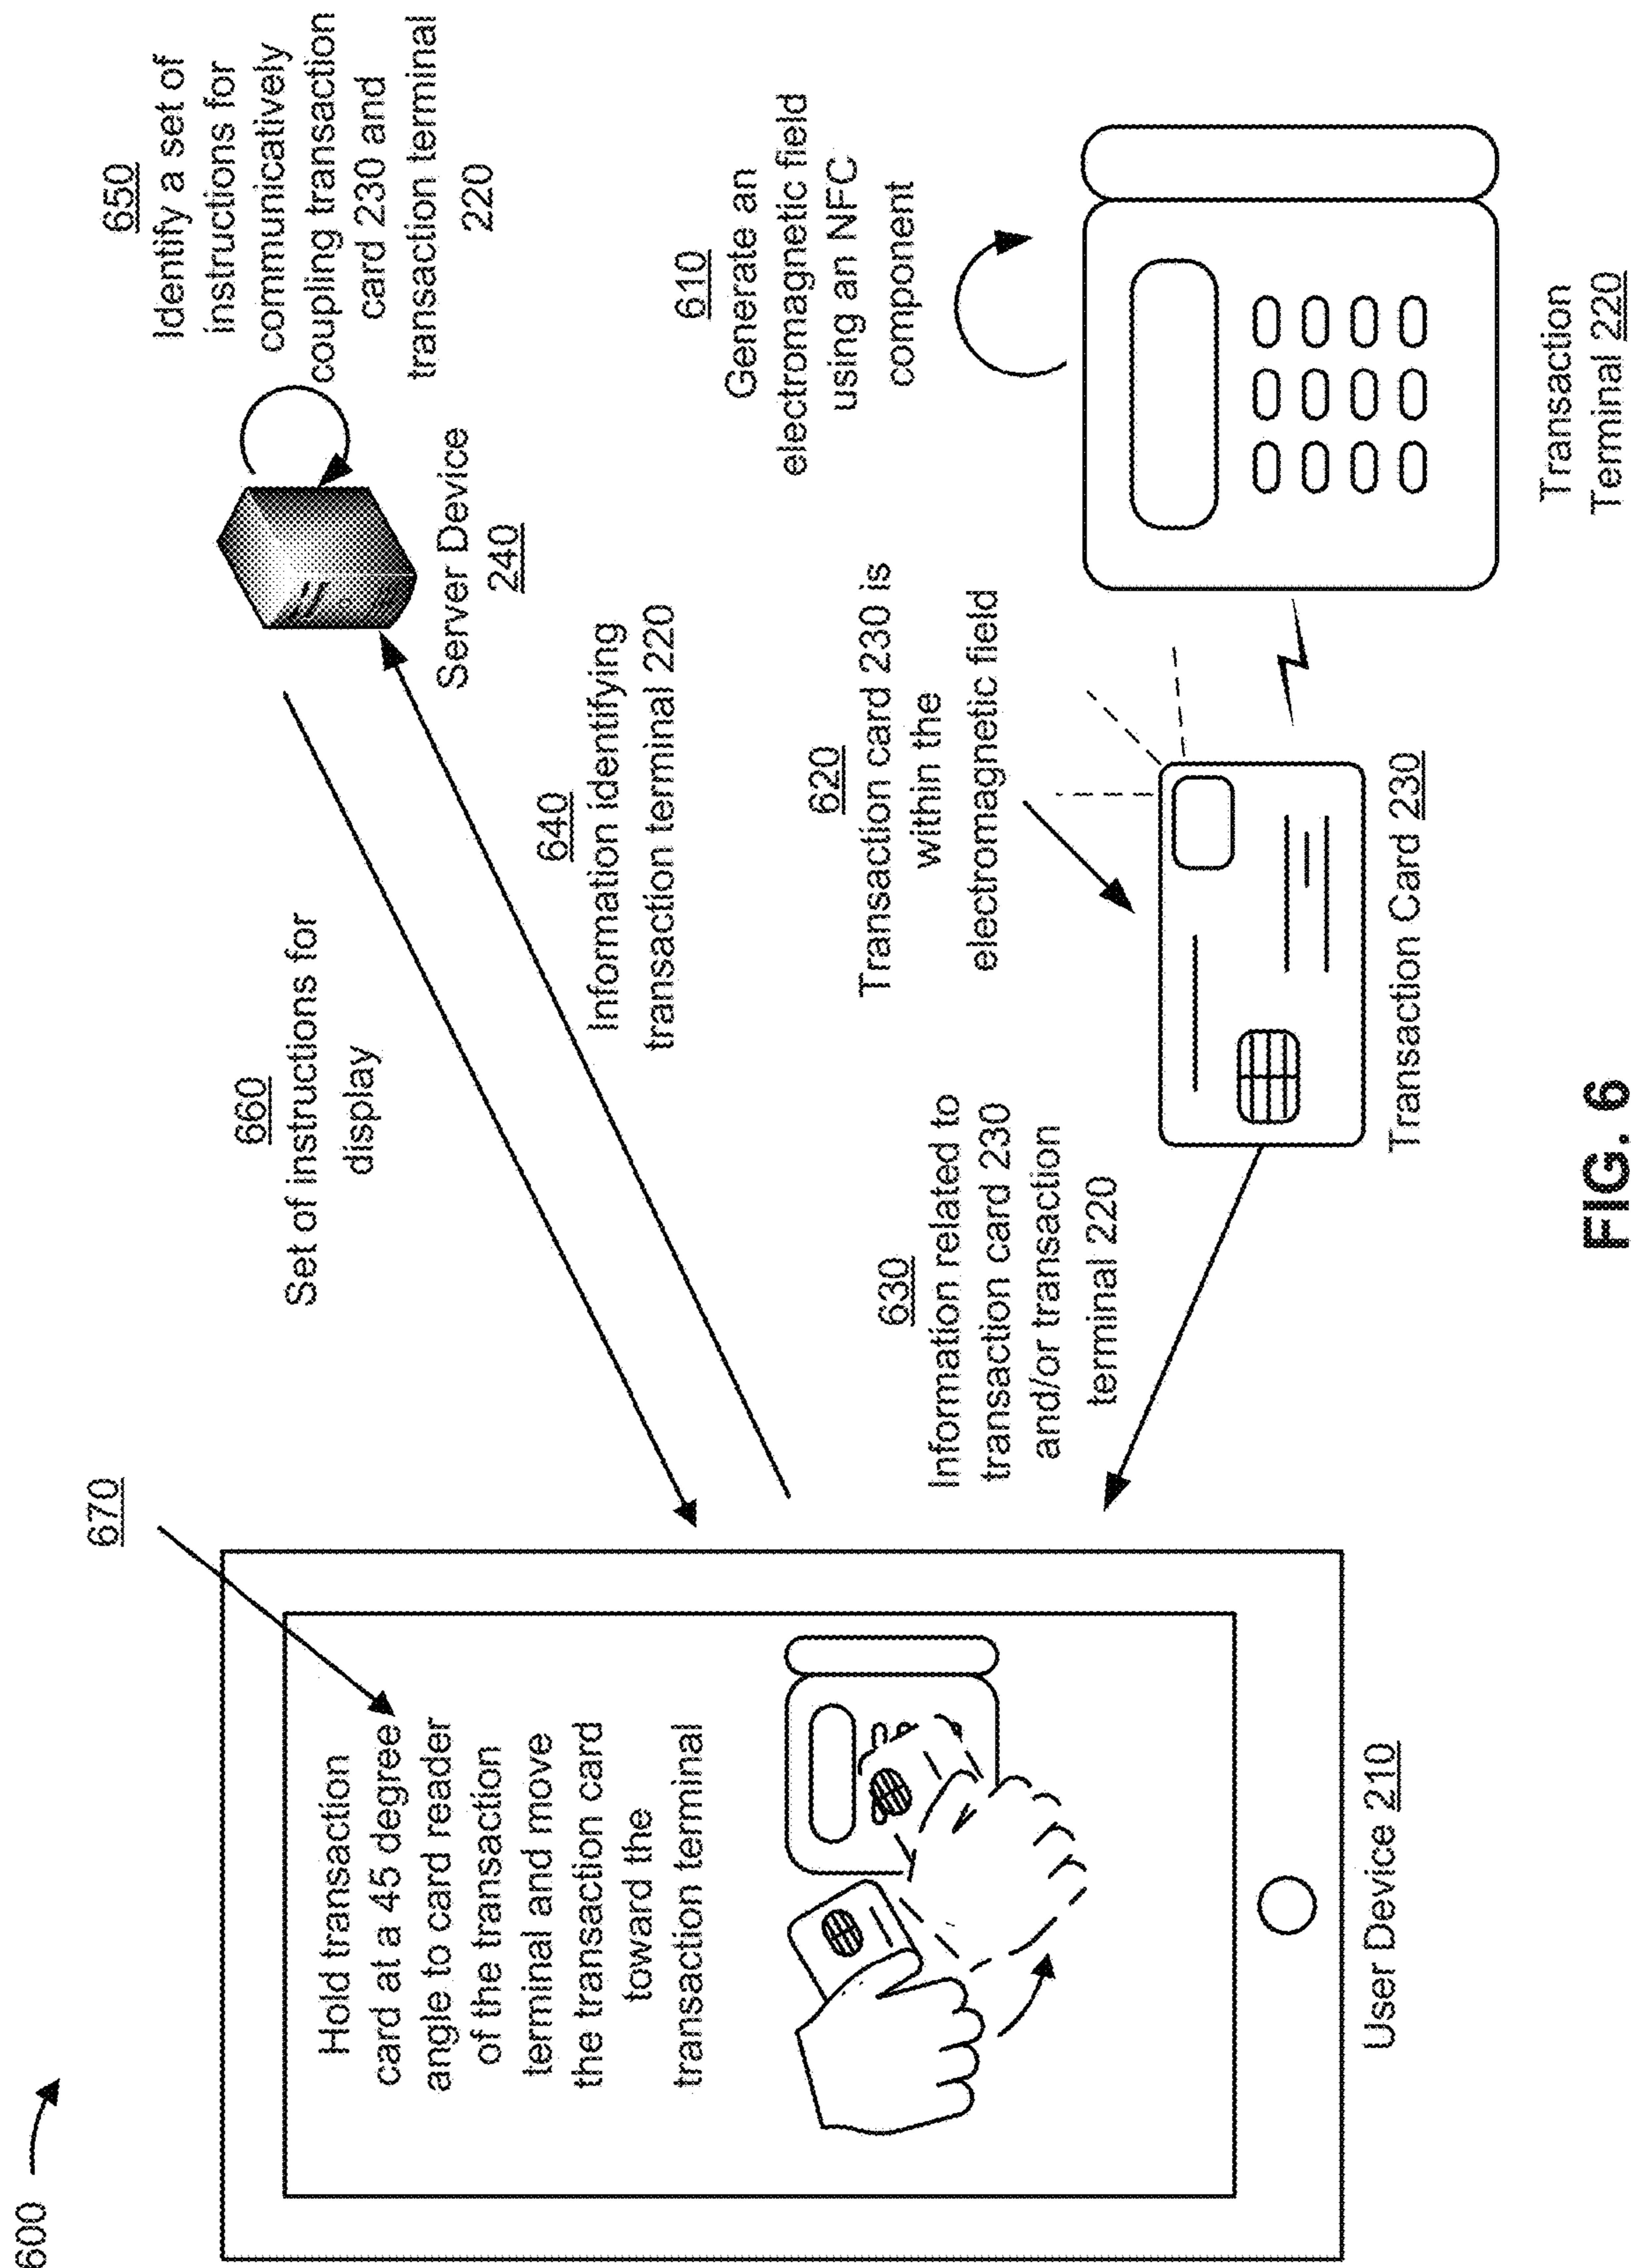 600
670
Hold transaction
card at a 45 degree
angle to card reader
of the transaction
terminal and move
the transaction card
toward the
transaction terminal
User Device 210
660
Set of instructions for
display
640
Information identifying
transaction terminal 220
Server Device
240
650
Identify a set of
instructions for
communicatively
coupling transaction
card 230 and
transaction terminal
220
630
Information related to
transaction card 230
and/or transaction
terminal 220
620
Transaction card 230 is
within the
electromagnetic field
Transaction Card 230
610
Generate an
electromagnetic field
using an NFC
component
Transaction
Terminal 220
FIG. 6